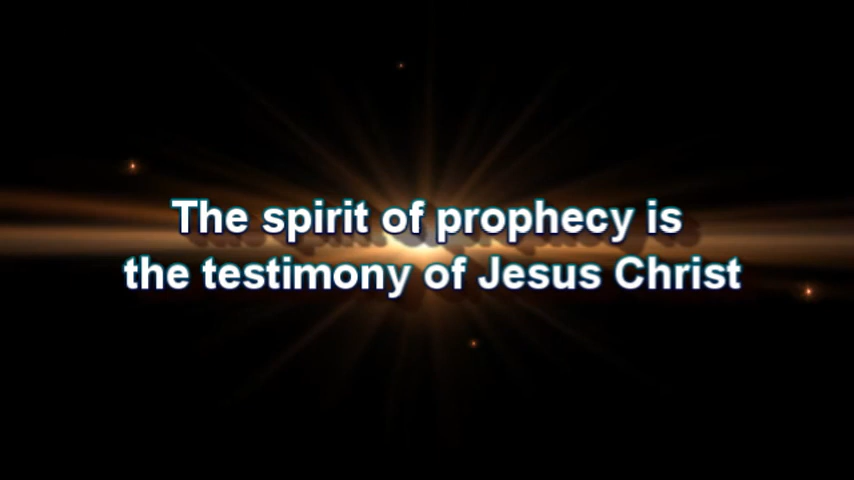 The spirit of prophecy is
the testimony of Jesus Christ